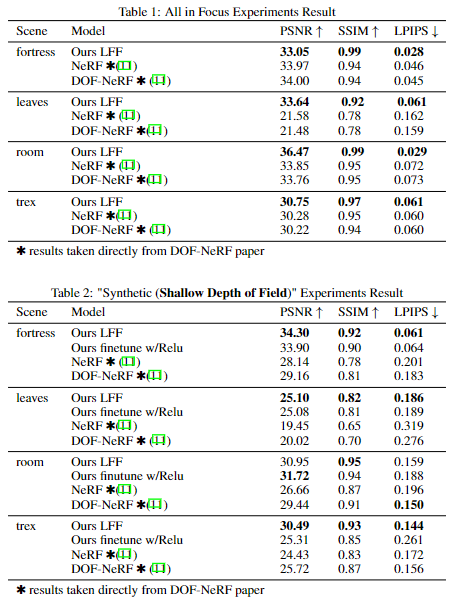 Table 1: All in Focus Experiments Result
Scene Model PSNR ↑ SSIM ↑ LPIPS ↓
fortress Ours LFF 33.05 0.99 0.028
NeRF ✱(11) 33.97 0.94 0.046
DOF-NeRF ✱ (11) 34.00 0.94 0.045
leaves Ours LFF 33.64 0.92 0.061
NeRF ✱ (11) 21.58 0.78 0.162
DOF-NeRF ✱ (11) 21.48 0.78 0.159
room Ours LFF 36.47 0.99 0.029
NeRF ✱ (11) 33.85 0.95 0.072
DOF-NeRF ✱ (11) 33.76 0.95 0.073
trex Ours LFF 30.75 0.97 0.061
NeRF ✱ (11) 30.28 0.95 0.060
DOF-NeRF ✱ (11) 30.22 0.94 0.060
✱ results taken directly from DOF-NeRF paper
Table 2: "Synthetic (Shallow Depth of Field)" Experiments Result
Scene Model PSNR ↑ SSIM ↑ LPIPS ↓
fortress Ours LFF 34.30 0.92 0.061
Ours finetune w/Relu 33.90 0.90 0.064
NeRF ✱ (11) 28.14 0.78 0.201
DOF-NeRF ✱ (11) 29.16 0.81 0.183
leaves Ours LFF 25.10 0.82 0.186
Ours finetune w/Relu 25.08 0.81 0.189
NeRF ✱(11) 19.45 0.65 0.319
DOF-NeRF ✱ (11) 20.02 0.70 0.276
room Ours LFF 30.95 0.95 0.159
Ours finutune w/Relu 31.72 0.94 0.188
NeRF ✱(11) 26.66 0.87 0.196
DOF-NeRF ✱(11) 29.44 0.91 0.150
trex Ours LFF 30.49 0.93 0.144
Ours finutune w/Relu 25.31 0.85 0.261
NeRF ✱(11) 24.43 0.83 0.172
DOF-NeRF ✱ (11) 25.72 0.87 0.156
✱ results taken directly from DOF-NeRF paper